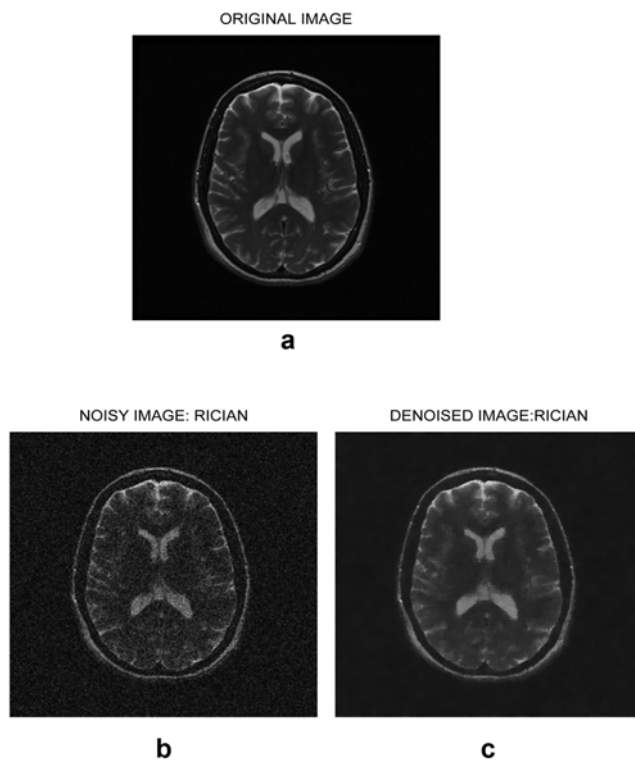 ORIGINAL IMAGE
a
NOISY IMAGE: RICIAN
DENOISED IMAGE:RICIAN
b
c